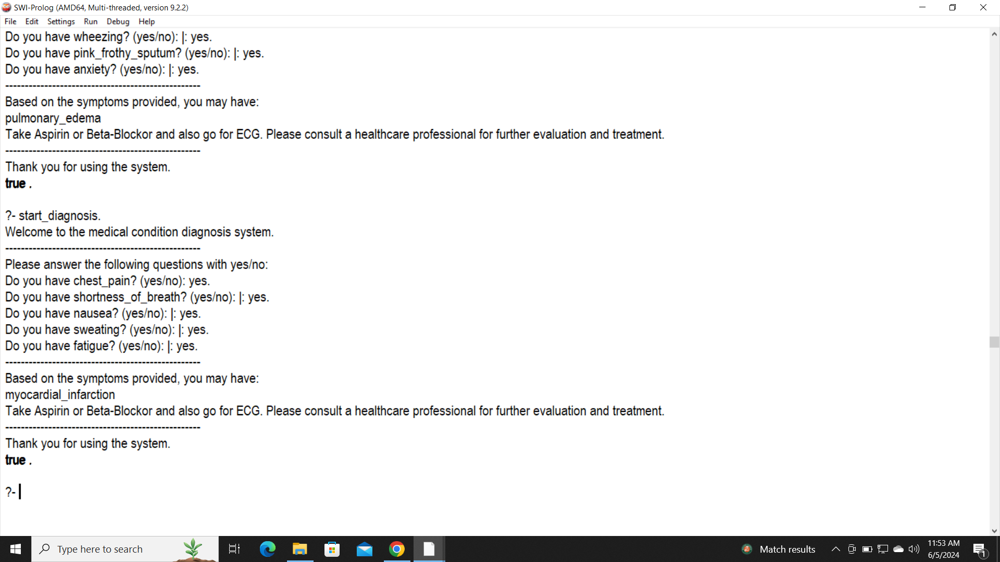 SWI-Prolog (AMD64, Multi-threaded, version 9.2.2)
File Edit Settings Run Debug Help
Do you have wheezing? (yes/no): |: yes.
Do you have pink_frothy_sputum? (yes/no): |: yes.
Do you have anxiety? (yes/no): |: yes.
--------------------------------------------------
Based on the symptoms provided, you may have:
pulmonary_edema
Take Aspirin or Beta-Blockor and also go for ECG. Please consult a healthcare professional for further evaluation and treatment.
--------------------------------------------------
Thank you for using the system.
true .
?- start_diagnosis.
Welcome to the medical condition diagnosis system.
--------------------------------------------------
Please answer the following questions with yes/no:
Do you have chest_pain? (yes/no): yes.
Do you have shortness_of_breath? (yes/no): |: yes.
Do you have nausea? (yes/no): |: yes.
Do you have sweating? (yes/no): |: yes.
Do you have fatigue? (yes/no): |: yes.
--------------------------------------------------
Based on the symptoms provided, you may have:
myocardial_infarction
Take Aspirin or Beta-Blockor and also go for ECG. Please consult a healthcare professional for further evaluation and treatment.
--------------------------------------------------
Thank you for using the system.
true .
?-
Type here to search
Match results
11:53 AM
6/5/2024
1